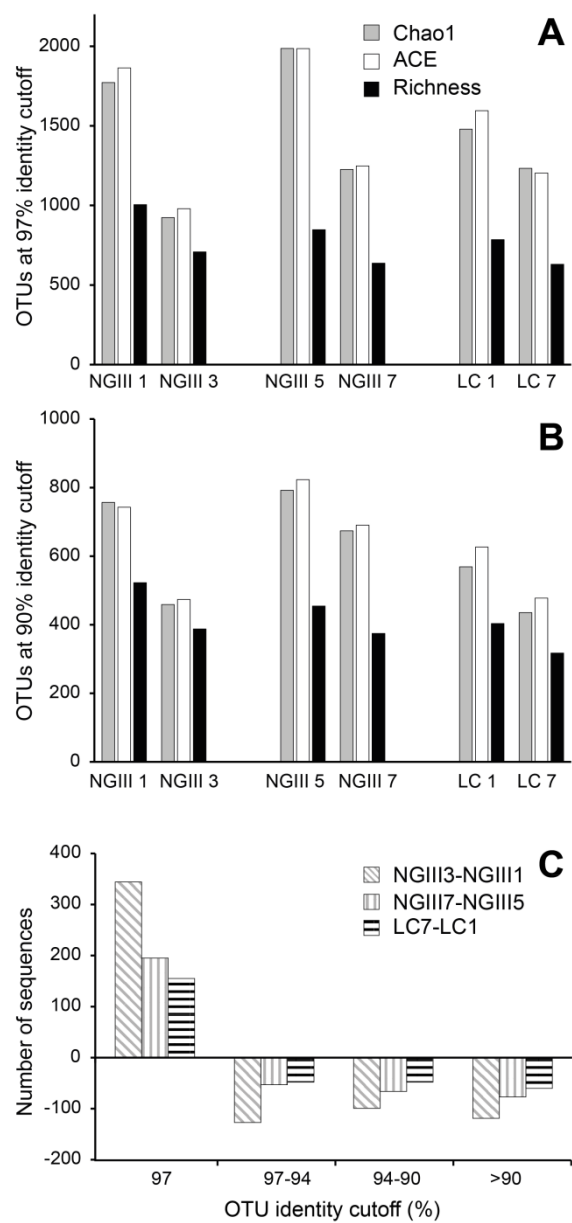 A
Chao1
ACE
Richness
OTUs at 97% identity cutoff
2000
1500
1000
500
0
NGIII 1 NGIII 3 NGIII 5 NGIII 7 LC 1 LC 7
B
OTUs at 90% identity cutoff
1000
800
600
400
200
0
NGIII 1 NGIII 3 NGIII 5 NGIII 7 LC 1 LC 7
C
NGIII3-NGIII1
NGIII7-NGIII5
LC7-LC1
Number of sequences
400
300
200
100
0
-100
-200
97 97-94 94-90 >90
OTU identity cutoff (%)